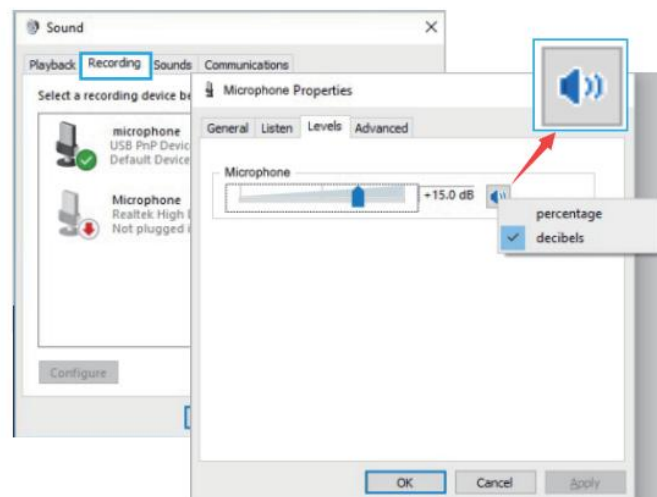 Sound
Playback Recording Sounds Communications
Select a recording device be
microphone
USB PnP Devic
Default Device
Microphone
Realtek High
Not plugged i
Configure
Microphone Properties
General Listen Levels Advanced
Microphone
+15.0 dB
percentage
decibels
OK Cancel Apply